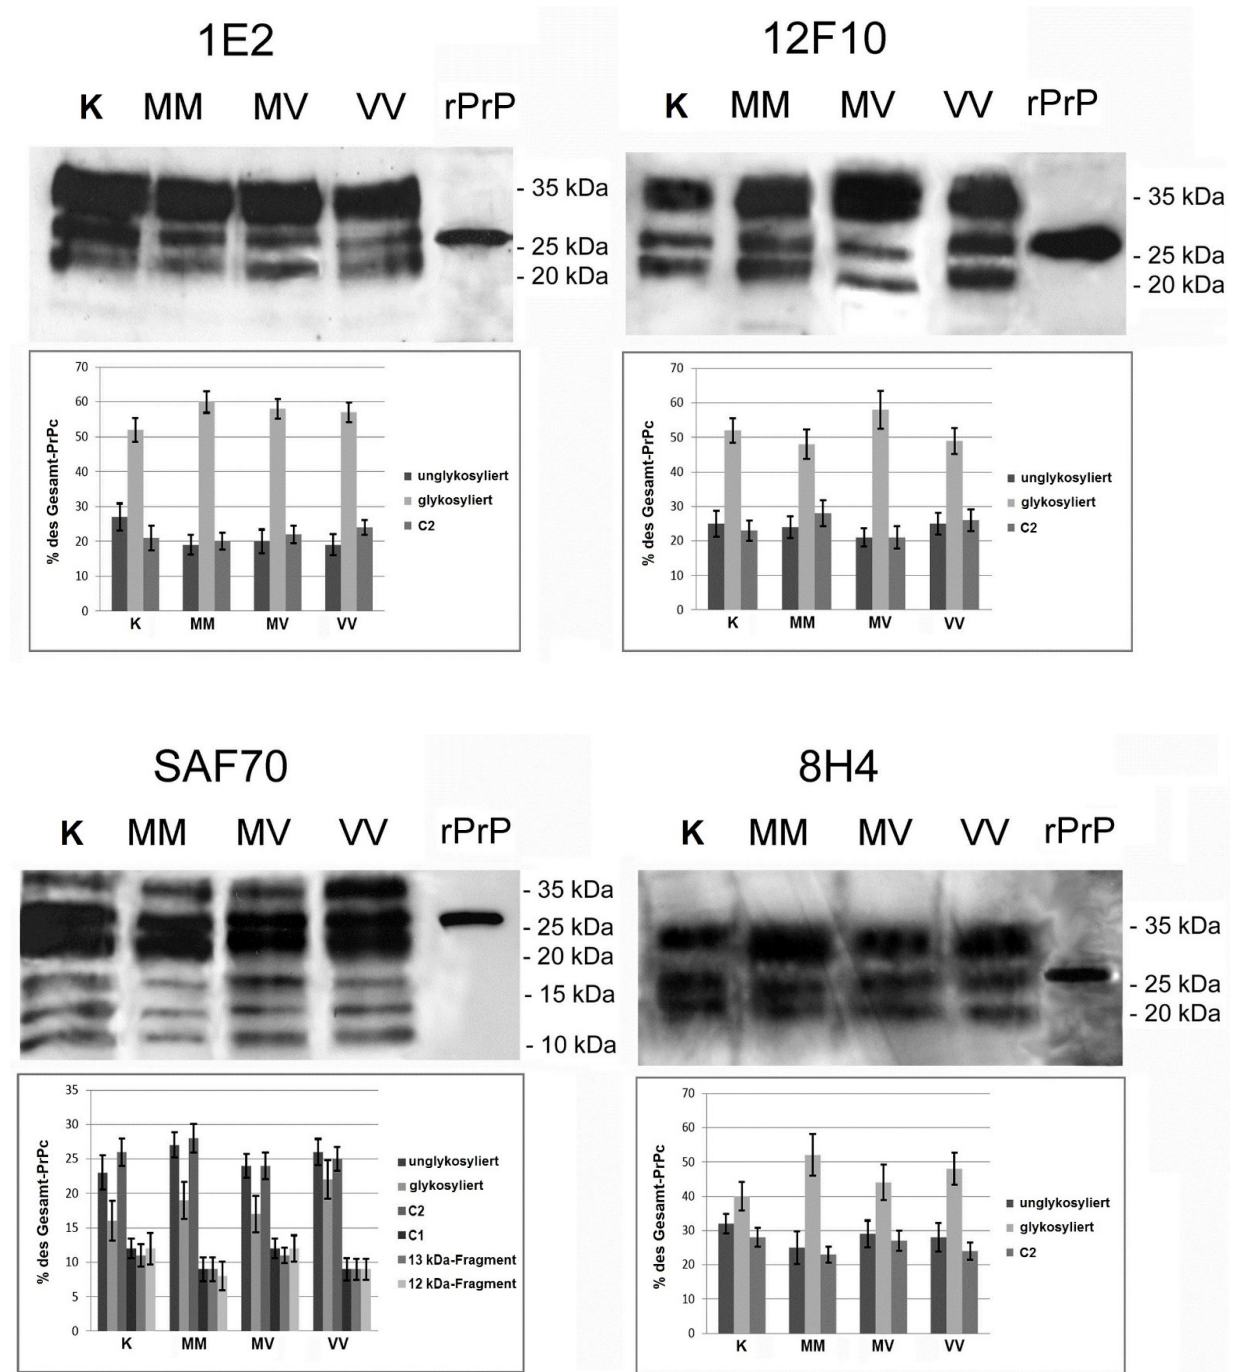 1E2
K MM MV VV rPrP
- 35 kDa
- 25 kDa
- 20 kDa
70
60
50
40
30
20
10
0
% des Gesamt-PrPc
K MM MV VV
unglykosyliert
glykosyliert
C2
12F10
K MM MV VV rPrP
- 35 kDa
- 25 kDa
- 20 kDa
70
60
50
40
30
20
10
0
% des Gesamt-PrPc
K MM MV VV
unglykosyliert
glykosyliert
C2
SAF70
K MM MV VV rPrP
- 35 kDa
- 25 kDa
- 20 kDa
- 15 kDa
- 10 kDa
35
30
25
20
15
10
5
0
% des Gesamt-PrPc
K MM MV VV
unglykosyliert
glykosyliert
C2
C1
13 kDa-Fragment
12 kDa-Fragment
8H4
K MM MV VV rPrP
- 35 kDa
- 25 kDa
- 20 kDa
70
60
50
40
30
20
10
0
% des Gesamt-PrPc
K MM MV VV
unglykosyliert
glykosyliert
C2